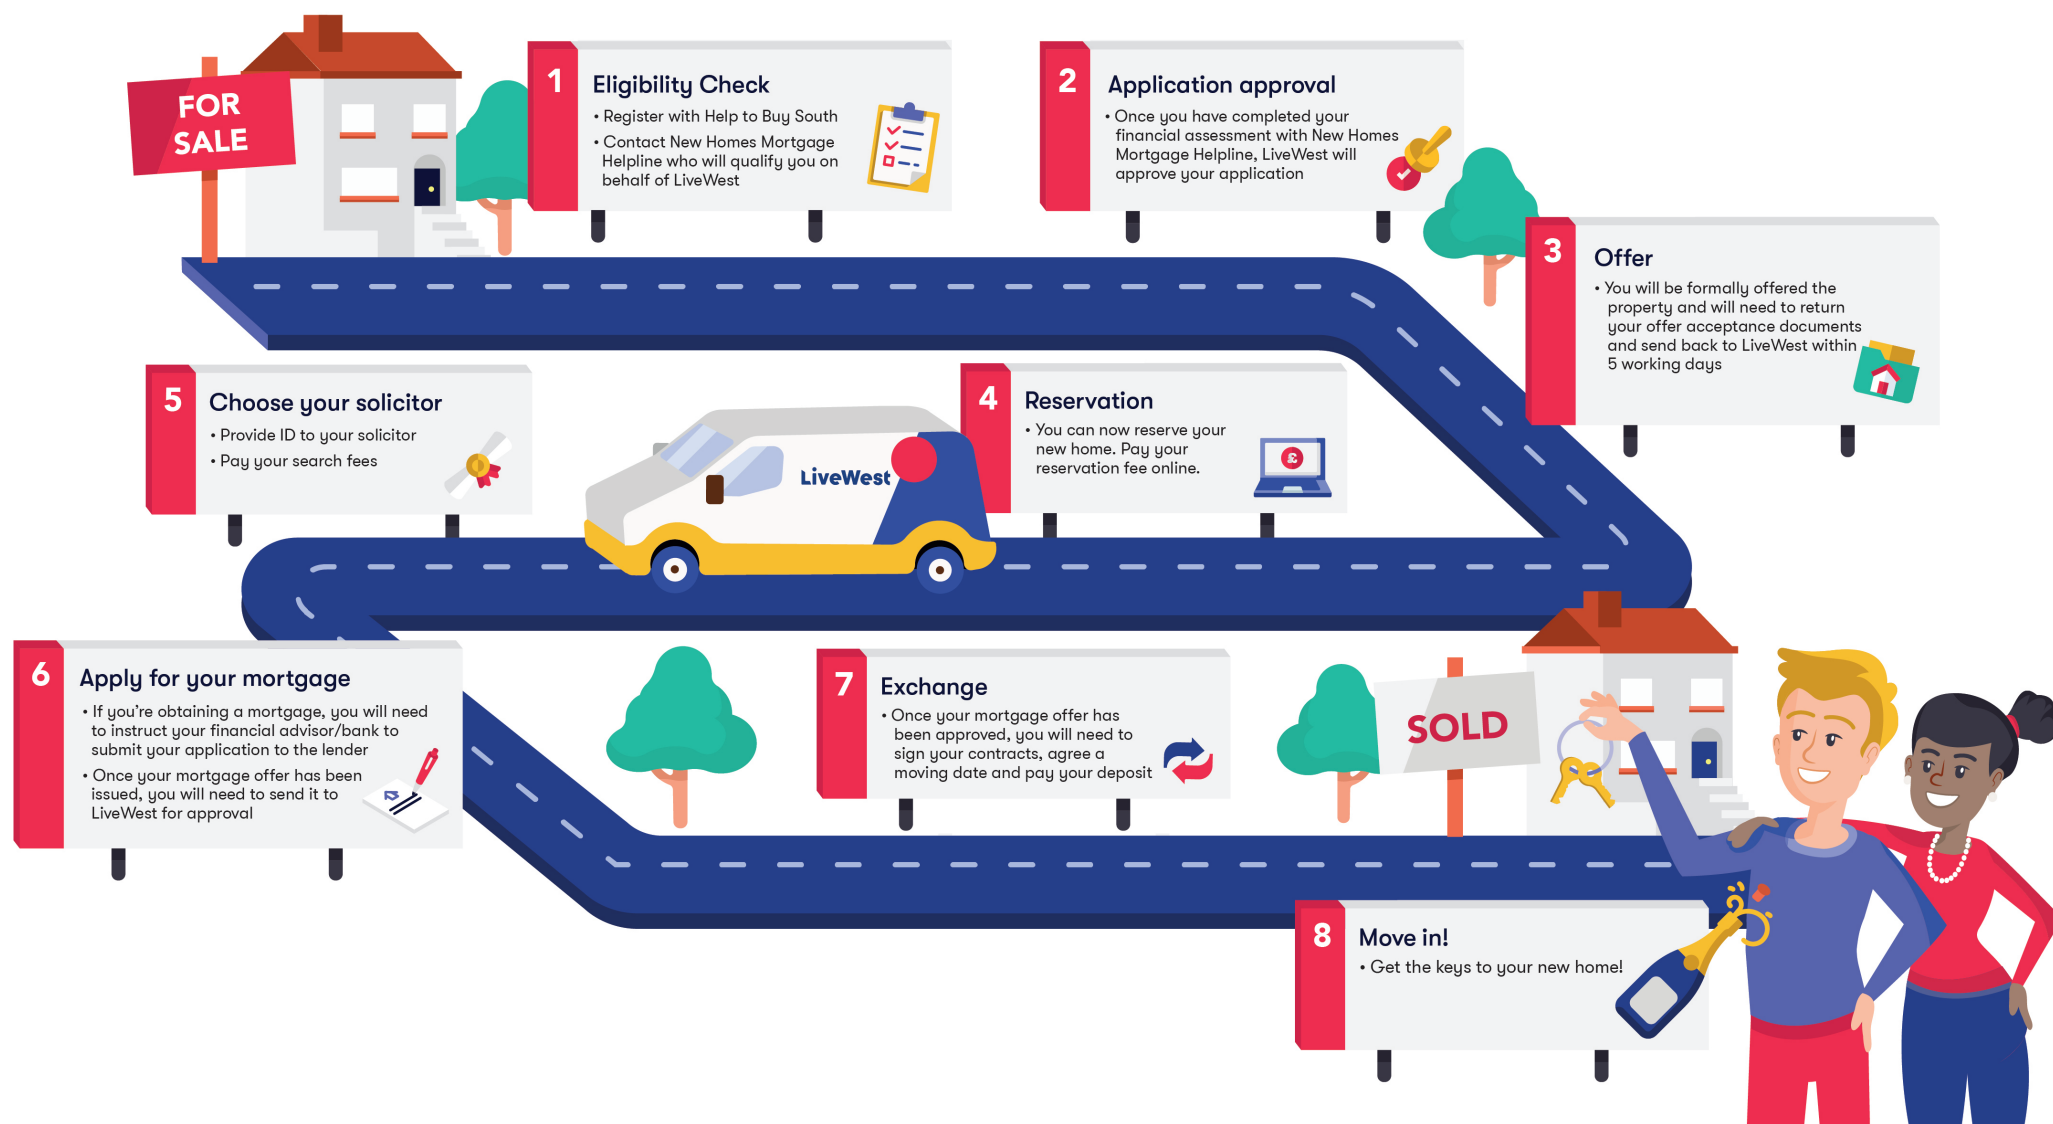 FOR
SALE
1
Eligibility Check
• Register with Help to Buy South
• Contact New Homes Mortgage
Helpline who will qualify you on
behalf of LiveWest
2
Application approval
• Once you have completed your
financial assessment with New Homes
Mortgage Helpline, LiveWest will
approve your application
3
Offer
• You will be formally offered the
property and will need to return
your offer acceptance documents
and send back to LiveWest within
5 working days
4
Reservation
• You can now reserve your
new home. Pay your
reservation fee online.
£
LiveWest
5
Choose your solicitor
• Provide ID to your solicitor
• Pay your search fees
6
Apply for your mortgage
• If you’re obtaining a mortgage, you will need
to instruct your financial advisor/bank to
submit your application to the lender
• Once your mortgage offer has been
issued, you will need to send it to
LiveWest for approval
7
Exchange
• Once your mortgage offer has
been approved, you will need to
sign your contracts, agree a
moving date and pay your deposit
SOLD
8
Move in!
• Get the keys to your new home!